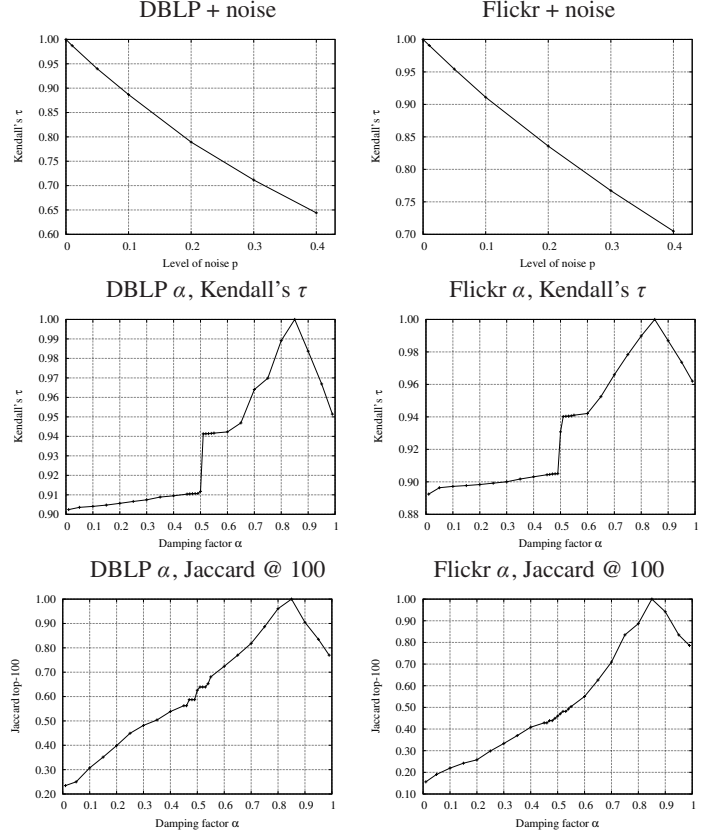 DBLP + noise
1.00
0.95
0.90
0.85
0.80
0.75
0.70
0.65
0.60
Kendall's τ
0 0.1 0.2 0.3 0.4
Level of noise p
Flickr + noise
1.00
0.95
0.90
0.85
0.80
0.75
0.70
Kendall's τ
0 0.1 0.2 0.3 0.4
Level of noise p
DBLP α, Kendall's τ
1.00
0.99
0.98
0.97
0.96
0.95
0.94
0.93
0.92
0.91
0.90
Kendall's τ
0 0.1 0.2 0.3 0.4 0.5 0.6 0.7 0.8 0.9 1
Damping factor α
Flickr α, Kendall's τ
1.00
0.98
0.96
0.94
0.92
0.90
0.88
Kendall's τ
0 0.1 0.2 0.3 0.4 0.5 0.6 0.7 0.8 0.9 1
Damping factor α
DBLP α, Jaccard @ 100
1.00
0.90
0.80
0.70
0.60
0.50
0.40
0.30
0.20
Jaccard top-100
0 0.1 0.2 0.3 0.4 0.5 0.6 0.7 0.8 0.9 1
Damping factor α
Flickr α, Jaccard @ 100
1.00
0.90
0.80
0.70
0.60
0.50
0.40
0.30
0.20
0.10
Jaccard top-100
0 0.1 0.2 0.3 0.4 0.5 0.6 0.7 0.8 0.9 1
Damping factor α